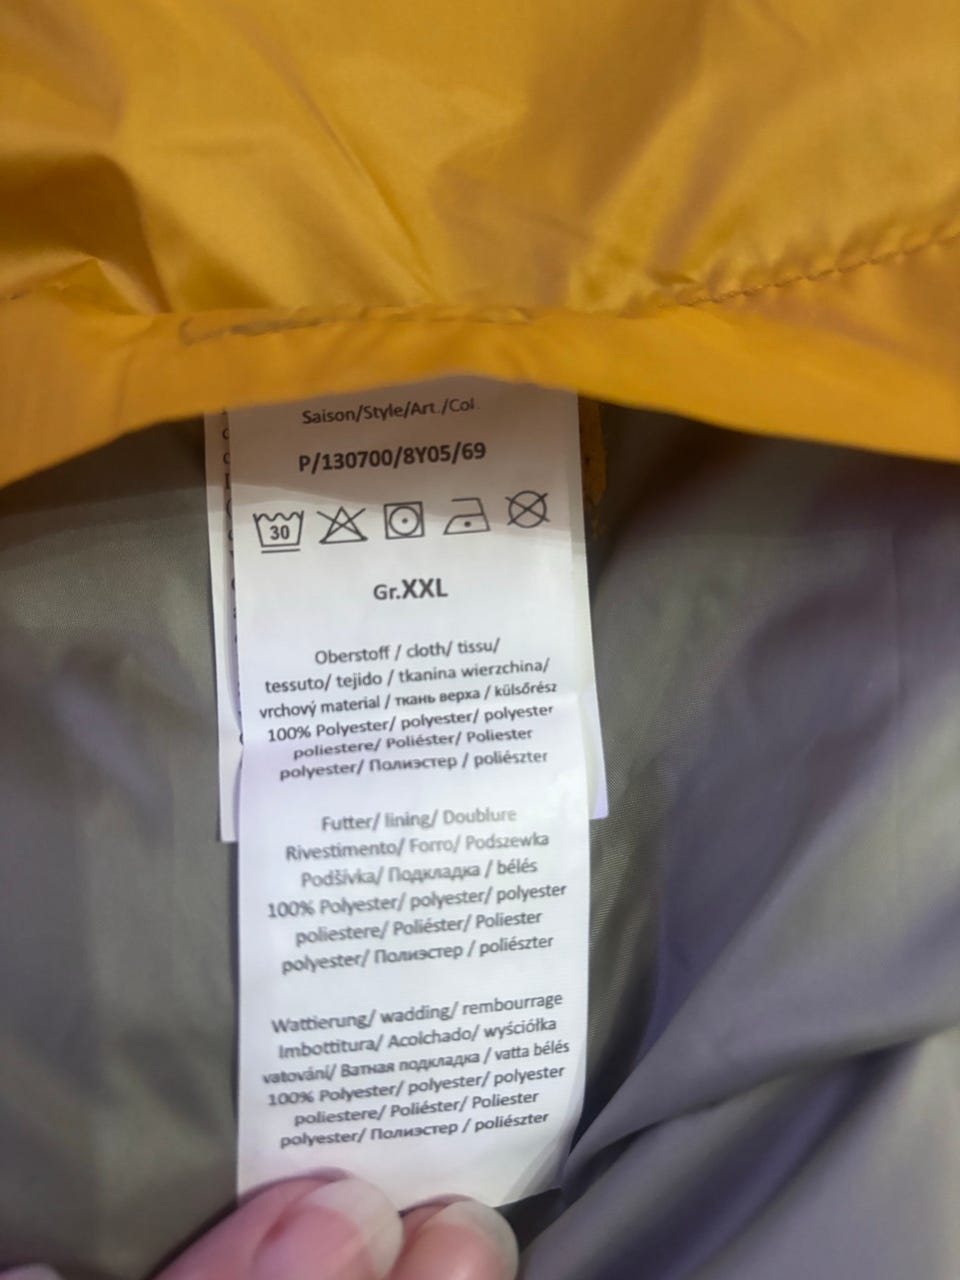 Saison/Style/Art./Col.
P/130700/8Y05/69
30
Gr.XXL
Oberstoff / cloth/ tissu/
tessuto/ tejido / tkanina wierzchina/
vrchový material / ткань верха / külsőrész
100% Polyester/ polyester/ polyester
poliestere/ Poliéster/ Poliester
polyester/ Полиэстер / poliészter
Futter/ lining/ Doublure
Rivestimento/ Forro/ Podszewka
Podšívka/ Подкладка / bélés
100% Polyester/ polyester/ polyester
poliestere/ Poliéster/ Poliester
polyester/ Полиэстер / poliészter
Wattierung/ wadding/ rembourrage
Imbottitura/ Acolchado/ wyściółka
vatování/ Ватная подкладка / vatta bélés
100% Polyester/ polyester/ polyester
poliestere/ Poliéster/ Poliester
polyester/ Полиэстер / poliészter